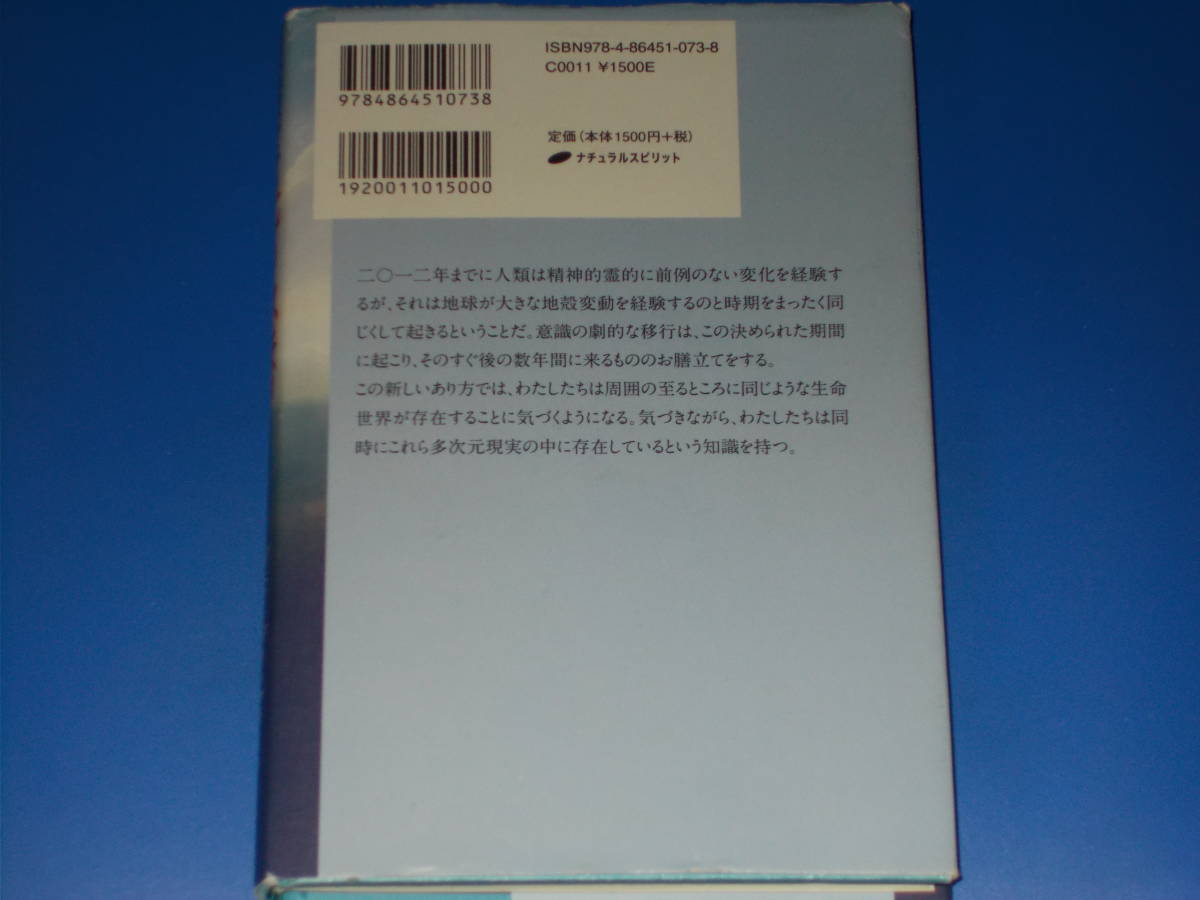 ISBN978-4-86451-073-8
C0011 ¥1500E
9784864510738
定価(本体1500円+税)
ナチュラルスピリット
1920011015000
二〇一二年までに人類は精神的霊的に前例のない変化を経験す
るが、それは地球が大きな地殻変動を経験するのと時期をまったく同
じくして起きるということだ。意識の劇的な移行は、この決められた期間
に起こり、そのすぐ後の数年間に来るもののお膳立てをする。
この新しいあり方では、わたしたちは周囲の至るところに同じような生命
世界が存在することに気づくようになる。気づきながら、わたしたちは同
時にこれら多次元現実の中に存在しているという知識を持つ。